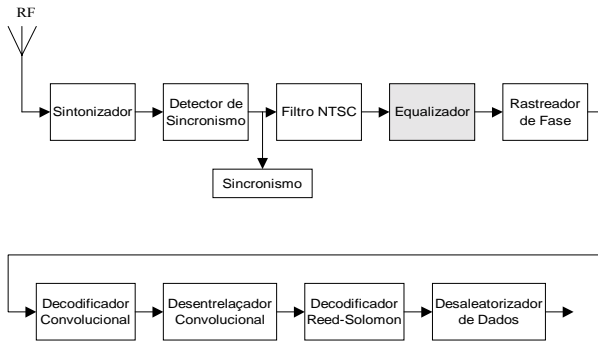 RF
Sintonizador
Detector de
Sincronismo
Filtro NTSC
Equalizador
Rastreador
de Fase
Sincronismo
Decodificador
Convolucional
Desentrelaçador
Convolucional
Decodificador
Reed-Solomon
Desaleatorizador
de Dados